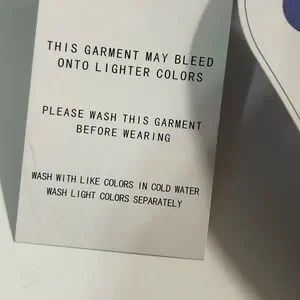 THIS GARMENT MAY BLEED
ONTO LIGHTER COLORS
PLEASE WASH THIS GARMENT
BEFORE WEARING
WASH WITH LIKE COLORS IN COLD WATER
WASH LIGHT COLORS SEPARATELY